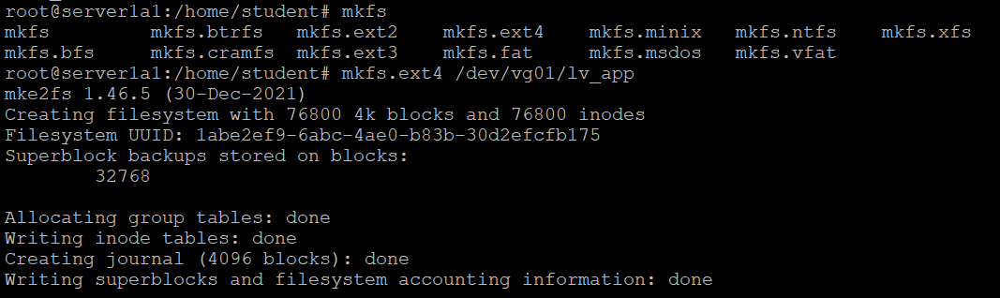 root@server1a1:/home/student# mkfs
mkfs         mkfs.btrfs   mkfs.ext2    mkfs.ext4    mkfs.minix   mkfs.ntfs    mkfs.xfs
mkfs.bfs     mkfs.cramfs  mkfs.ext3    mkfs.fat     mkfs.msdos   mkfs.vfat
root@server1a1:/home/student# mkfs.ext4 /dev/vg01/lv_app
mke2fs 1.46.5 (30-Dec-2021)
Creating filesystem with 76800 4k blocks and 76800 inodes
Filesystem UUID: 1abe2ef9-6abc-4ae0-b83b-30d2efcfb175
Superblock backups stored on blocks:
        32768

Allocating group tables: done
Writing inode tables: done
Creating journal (4096 blocks): done
Writing superblocks and filesystem accounting information: done